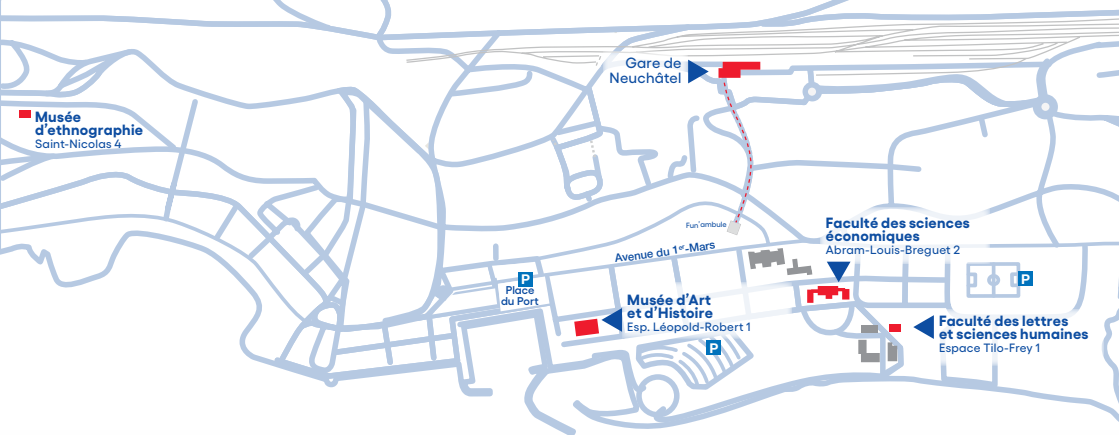 Gare de
Neuchâtel
Musée
d'ethnographie
Saint-Nicolas 4
Fun'ambule
Faculté des sciences
économiques
Abram-Louis-Breguet 2
Avenue du 1er-Mars
P
P
Place
du Port
Musée d'Art
et d'Histoire
Esp. Léopold-Robert 1
Faculté des lettres
et sciences humaines
Espace Tilo-Frey 1
P